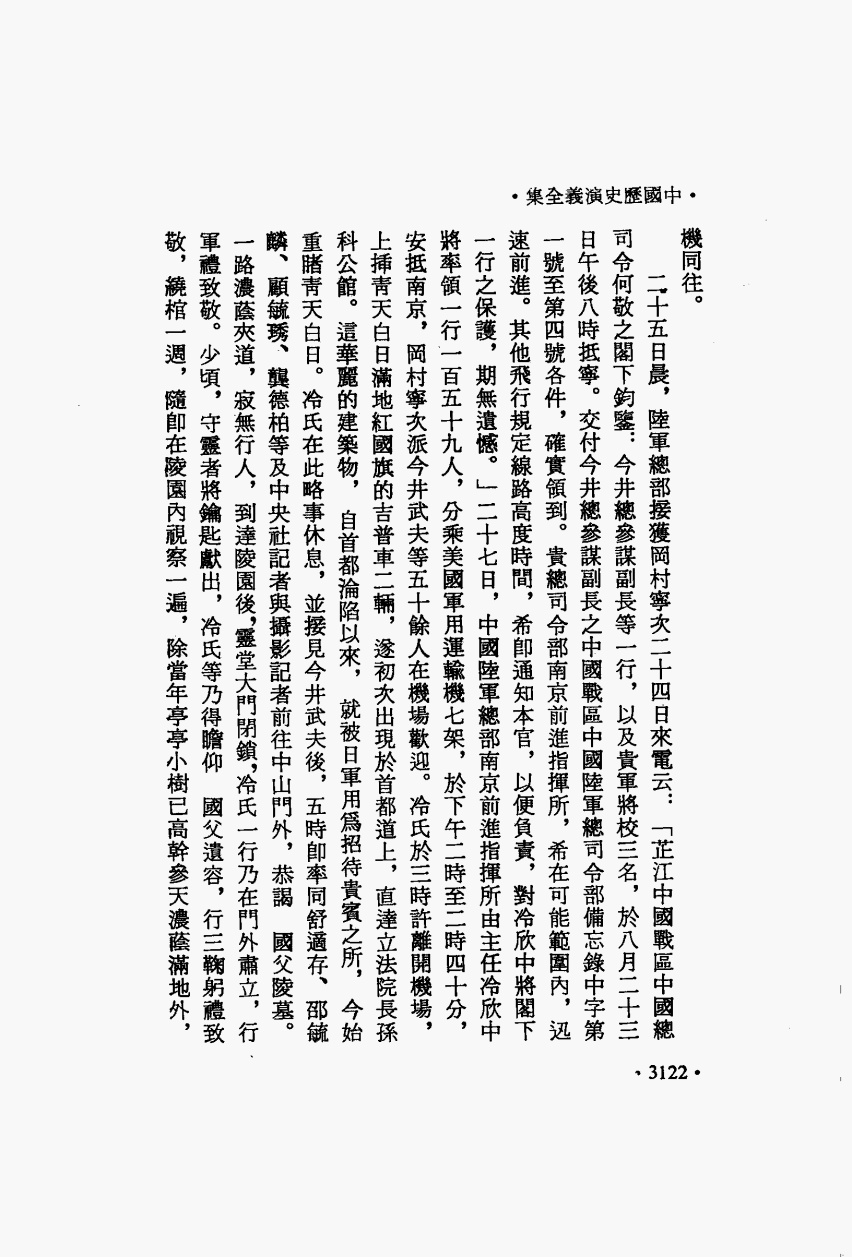 •中國歷史演義全集•
機同往。
二十五日晨，陸軍總部接獲岡村寧次二十四日來電云：「芷江中國戰區中國總
司令何敬之閣下鈞鑒：今井總參謀副長等一行，以及貴軍將校三名，於八月二十三
日午後八時抵寧。交付今井總參謀副長之中國戰區中國陸軍總司令部備忘錄中字第
一號至第四號各件，確實領到。貴總司令部南京前進指揮所，希在可能範圍內，迅
速前進。其他飛行規定線路高度時間，希卽通知本官，以便負責，對冷欣中將閣下
一行之保護，期無遺憾。」二十七日，中國陸軍總部南京前進指揮所由主任冷欣中
將率領一行一百五十九人，分乘美國軍用運輸機七架，於下午二時至二時四十分，
安抵南京，岡村寧次派今井武夫等五十餘人在機場歡迎。冷氏於三時許離開機場，
上揷靑天白日滿地紅國旗的吉普車二輛，遂初次出現於首都道上，直達立法院長孫
科公館。這華麗的建築物，自首都淪陷以來，就被日軍用爲招待貴賓之所，今始
重睹靑天白日。冷氏在此略事休息，並接見今井武夫後，五時卽率同舒適存、邵毓
麟、顧毓琇、龔德柏等及中央社記者與攝影記者前往中山門外，恭謁　國父陵墓。
一路濃蔭夾道，寂無行人，到達陵園後，靈堂大門閉鎖，冷氏一行乃在門外肅立，行
軍禮致敬。少頃，守靈者將鑰匙獻出，冷氏等乃得瞻仰　國父遺容，行三鞠躬禮致
敬，繞棺一週，隨卽在陵園內視察一遍，除當年亭亭小樹已高幹參天濃蔭滿地外，
•3122•